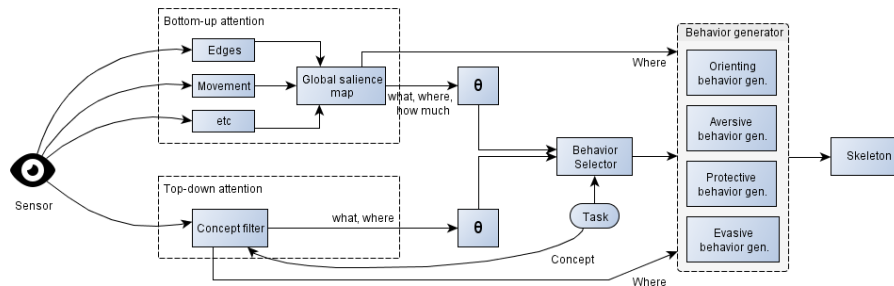 Bottom-up attention
Edges
Movement
etc
Global salience
map
what, where,
how much
θ
Where
Behavior generator
Orienting
behavior gen.
Aversive
behavior gen.
Protective
behavior gen.
Evasive
behavior gen.
Behavior
Selector
Skeleton
Sensor
Top-down attention
Concept filter
what, where
θ
Task
Concept
Where